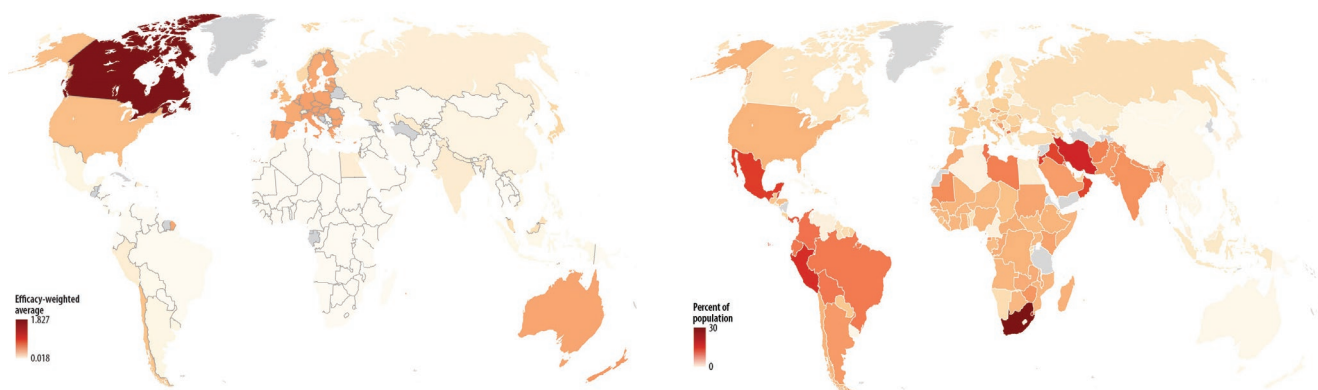 Efficacy-weighted
average
1.827
0.018
Percent of
population
30
0